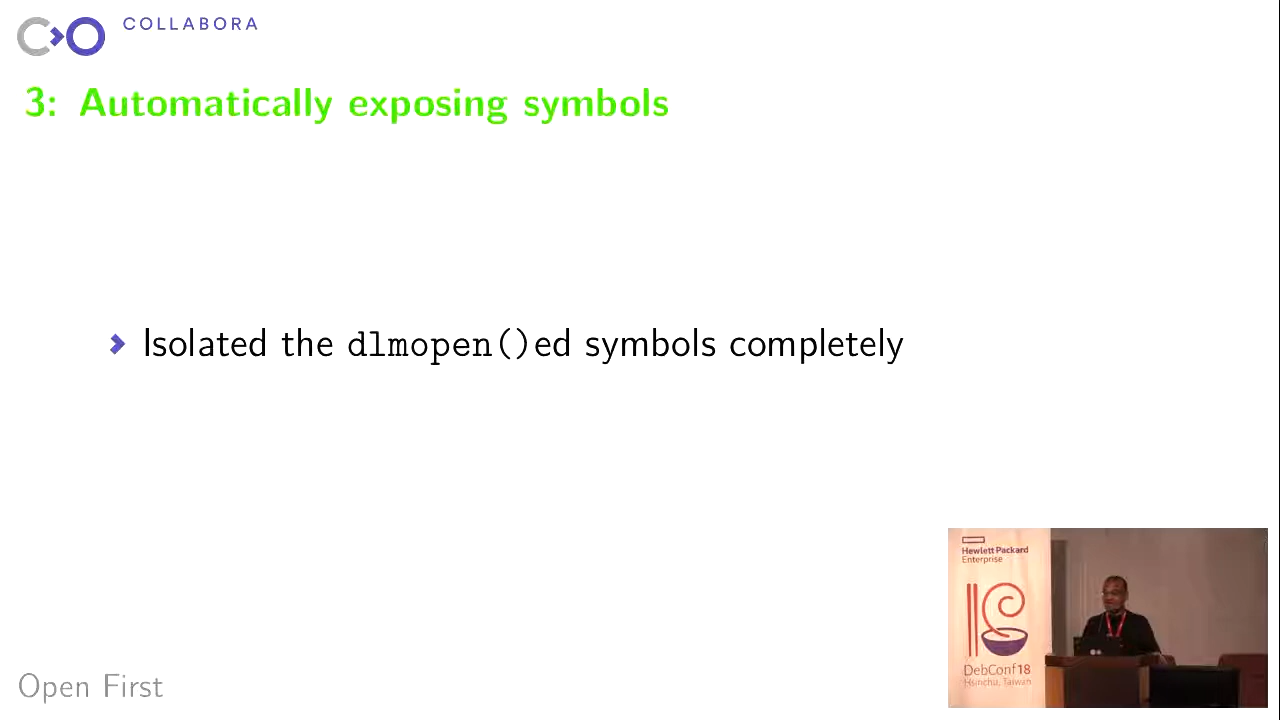 COLLABORA
3: Automatically exposing symbols
Isolated the dlmopen()ed symbols completely
Hewlett Packard
Enterprise
DebConf18
Hsinchu, Taiwan
Open First